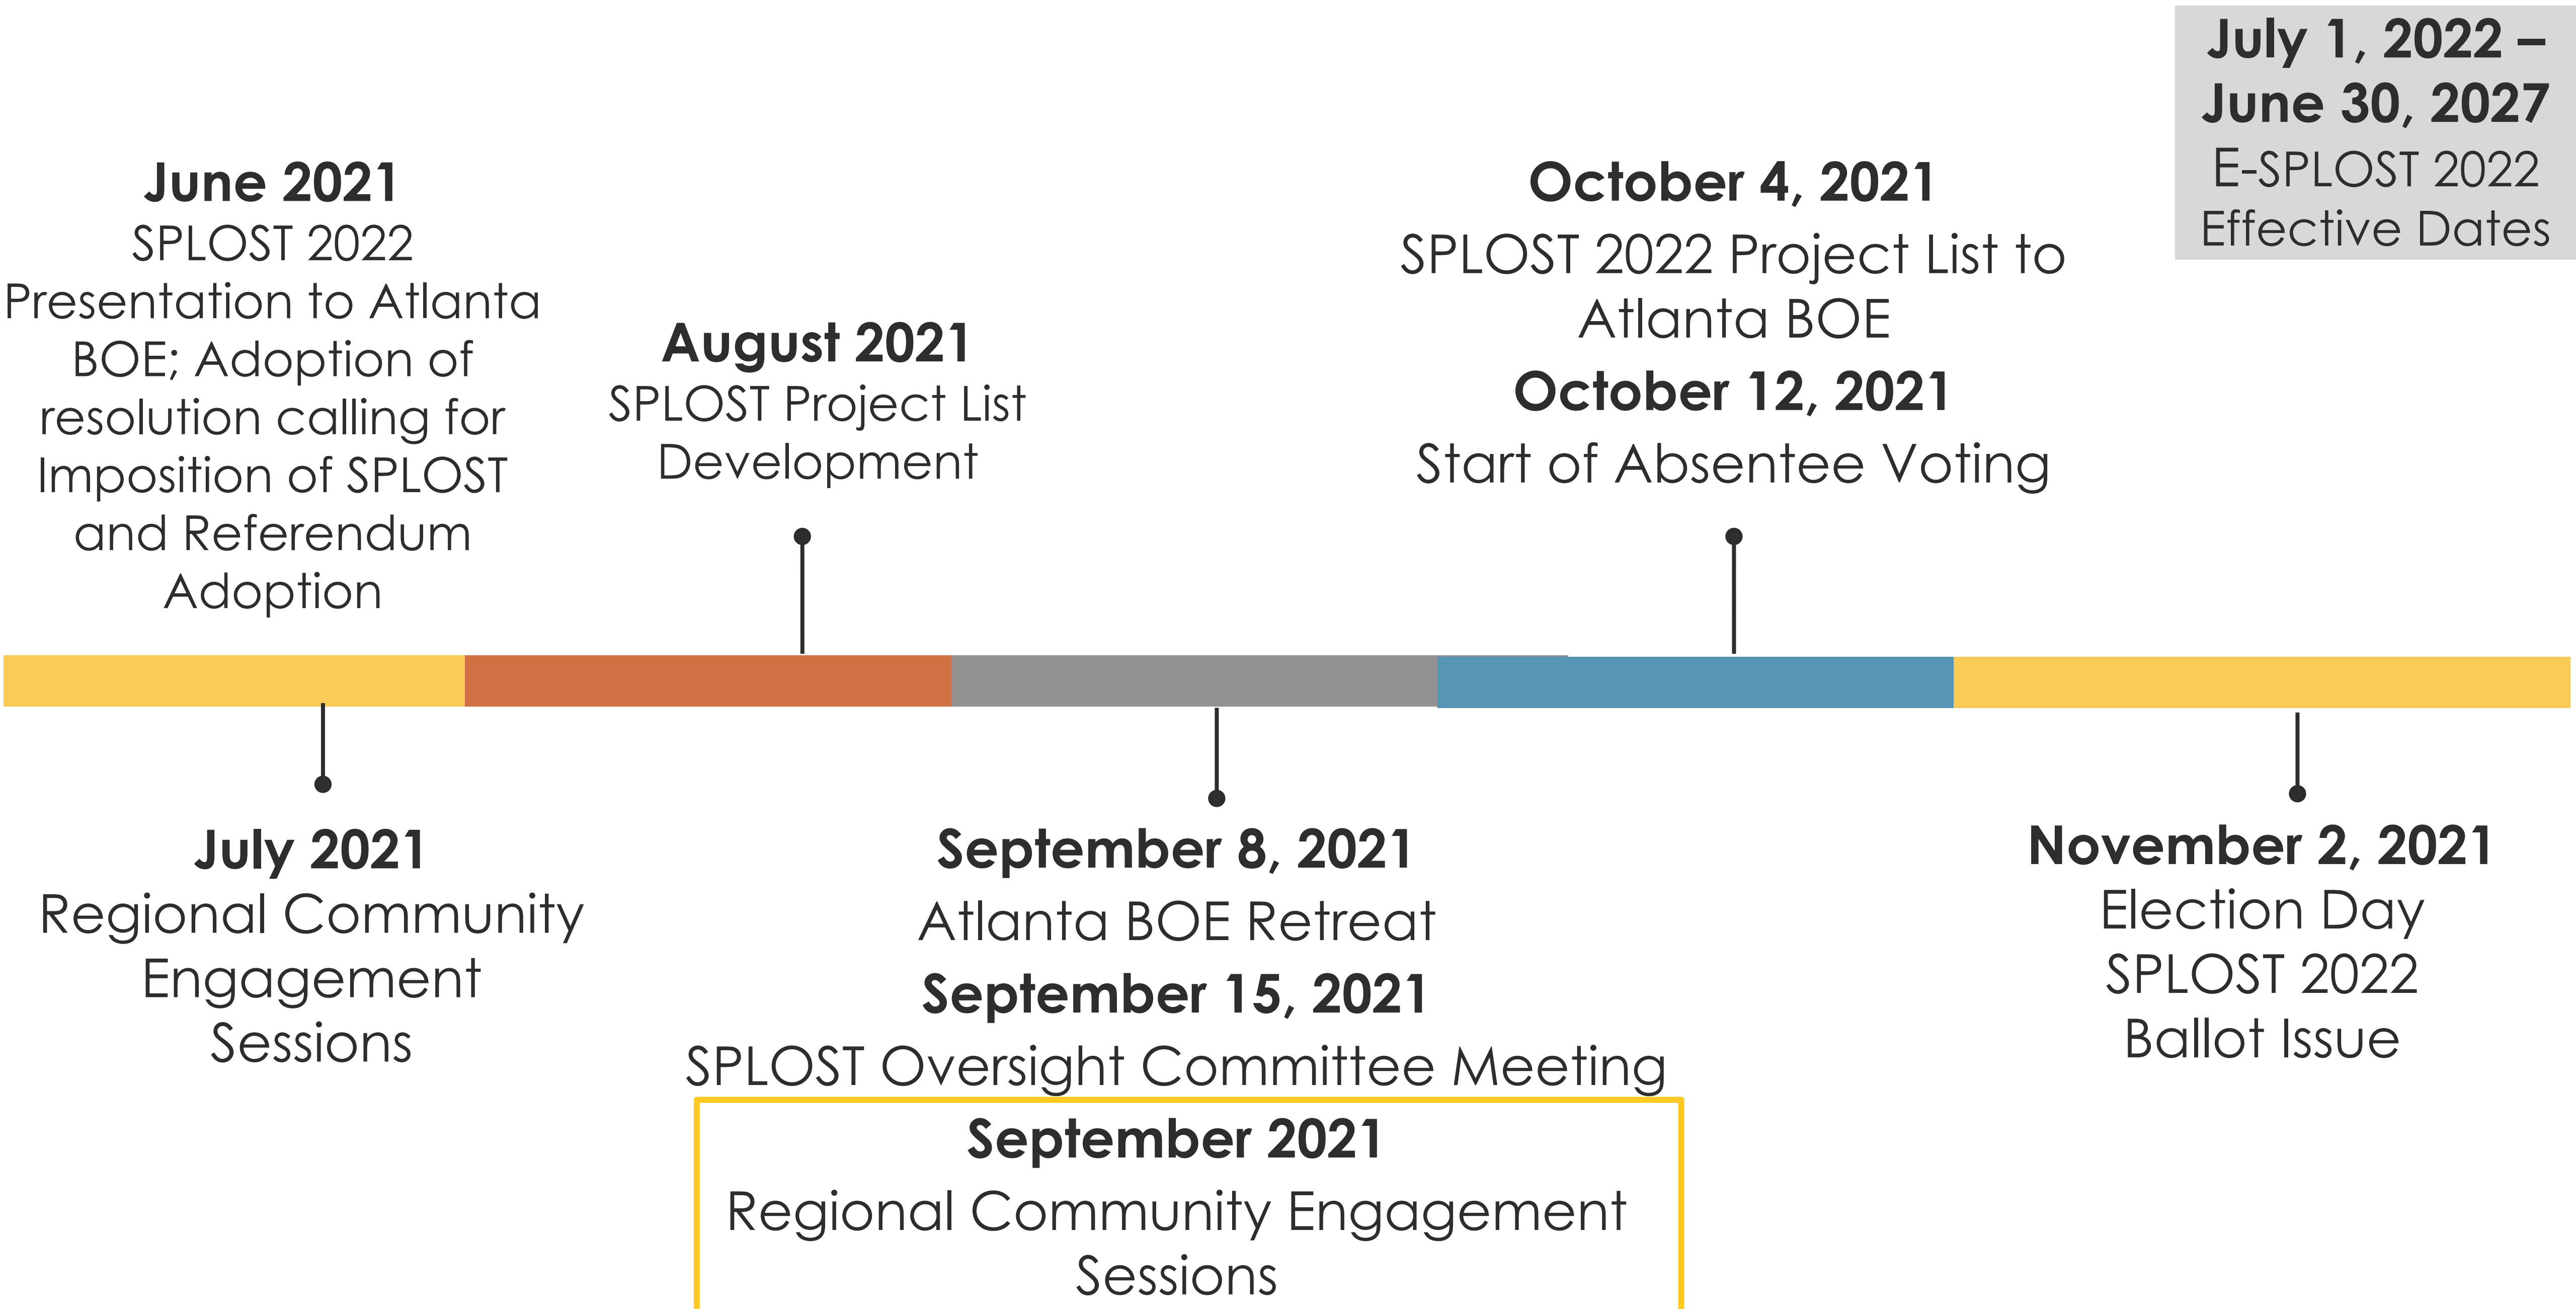 June 2021
SPLOST 2022
Presentation to Atlanta
BOE; Adoption of
resolution calling for
Imposition of SPLOST
and Referendum
Adoption
July 2021
Regional Community
Engagement
Sessions
August 2021
SPLOST Project List
Development
September 8, 2021
Atlanta BOE Retreat
September 15, 2021
SPLOST Oversight Committee Meeting
September 2021
Regional Community Engagement
Sessions
October 4, 2021
SPLOST 2022 Project List to
Atlanta BOE
October 12, 2021
Start of Absentee Voting
November 2, 2021
Election Day
SPLOST 2022
Ballot Issue
July 1, 2022 –
June 30, 2027
E-SPLOST 2022
Effective Dates